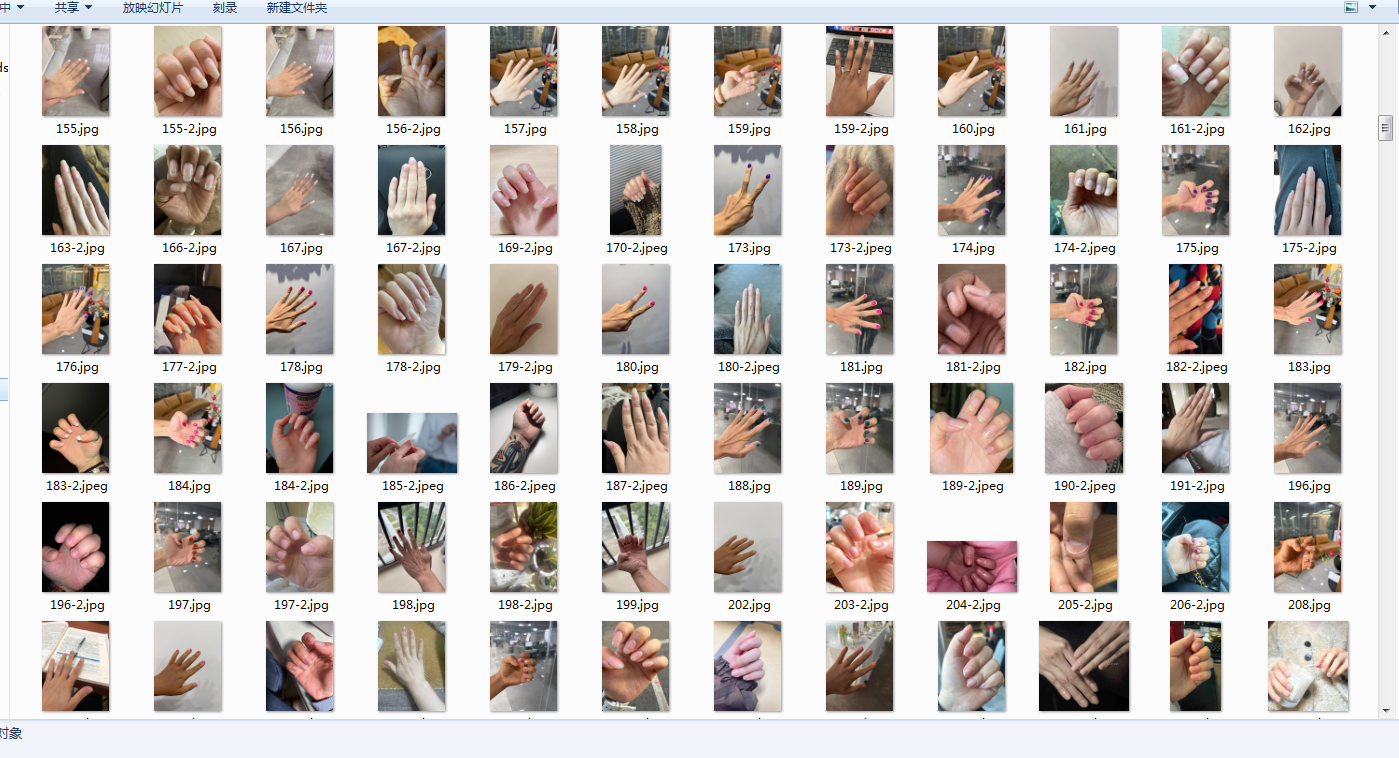 中 共享 放映幻灯片 刻录 新建文件夹
ds
155.jpg 155-2.jpg 156.jpg 156-2.jpg 157.jpg 158.jpg 159.jpg 159-2.jpg 160.jpg 161.jpg 161-2.jpg 162.jpg
163-2.jpg 166-2.jpg 167.jpg 167-2.jpg 169-2.jpg 170-2.jpeg 173.jpg 173-2.jpeg 174.jpg 174-2.jpeg 175.jpg 175-2.jpg
176.jpg 177-2.jpg 178.jpg 178-2.jpg 179-2.jpg 180.jpg 180-2.jpeg 181.jpg 181-2.jpg 182.jpg 182-2.jpeg 183.jpg
183-2.jpeg 184.jpg 184-2.jpg 185-2.jpeg 186-2.jpeg 187-2.jpeg 188.jpg 189.jpg 189-2.jpeg 190-2.jpeg 191-2.jpg 196.jpg
196-2.jpg 197.jpg 197-2.jpg 198.jpg 198-2.jpg 199.jpg 202.jpg 203-2.jpg 204-2.jpg 205-2.jpg 206-2.jpg 208.jpg
对象